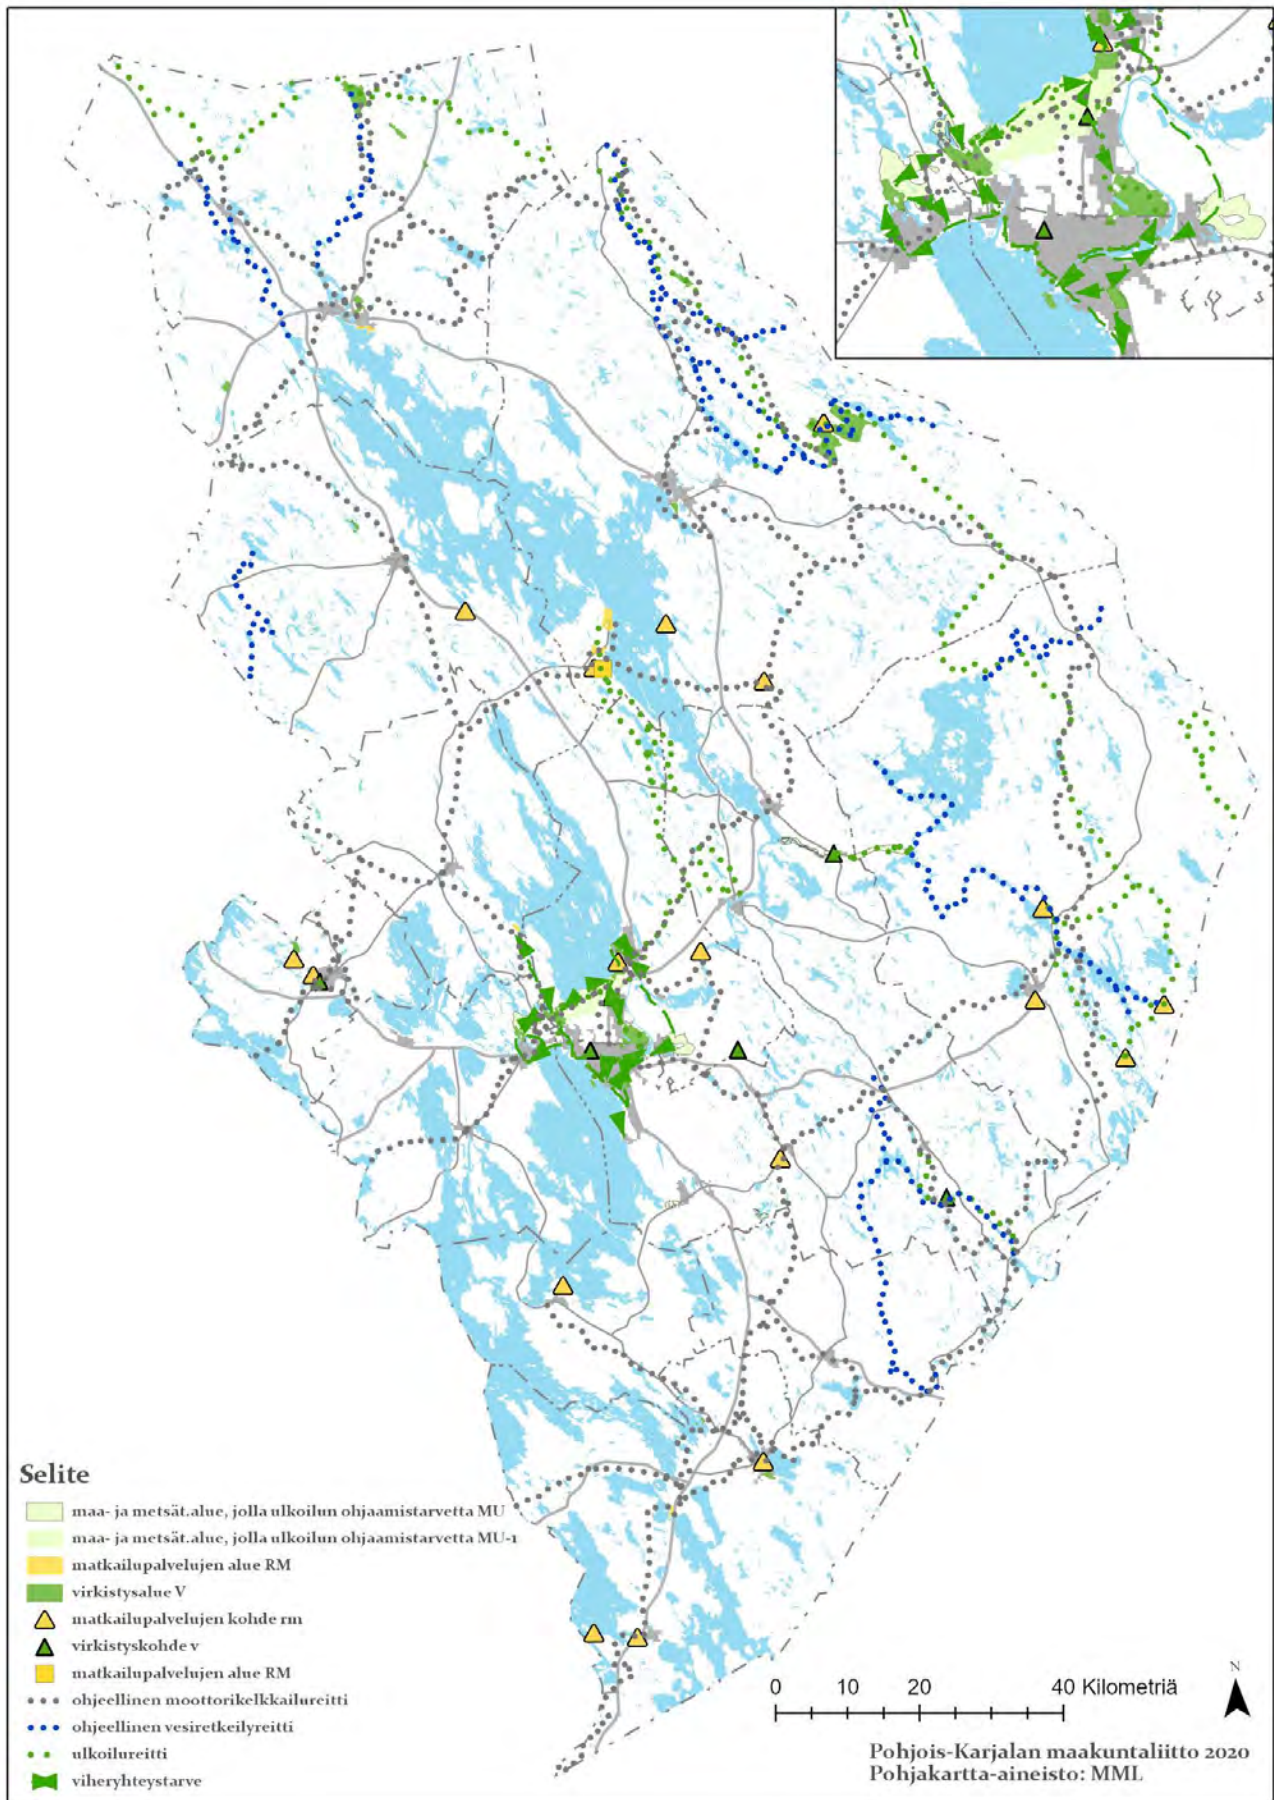 Selite
maa- ja metsät.alue, jolla ulkoilun ohjaamistarvetta MU
maa- ja metsät.alue, jolla ulkoilun ohjaamistarvetta MU-1
matkailupalvelujen alue RM
virkistysalue V
matkailupalvelujen kohde rm
virkistyskohde v
matkailupalvelujen alue RM
ohjeellinen moottorikelkkailureitti
ohjeellinen vesiretkeilyreitti
ulkoilureitti
viheryhteystarve
0 10 20 40 Kilometriä
N
Pohjois-Karjalan maakuntaliitto 2020
Pohjakartta-aineisto: MML